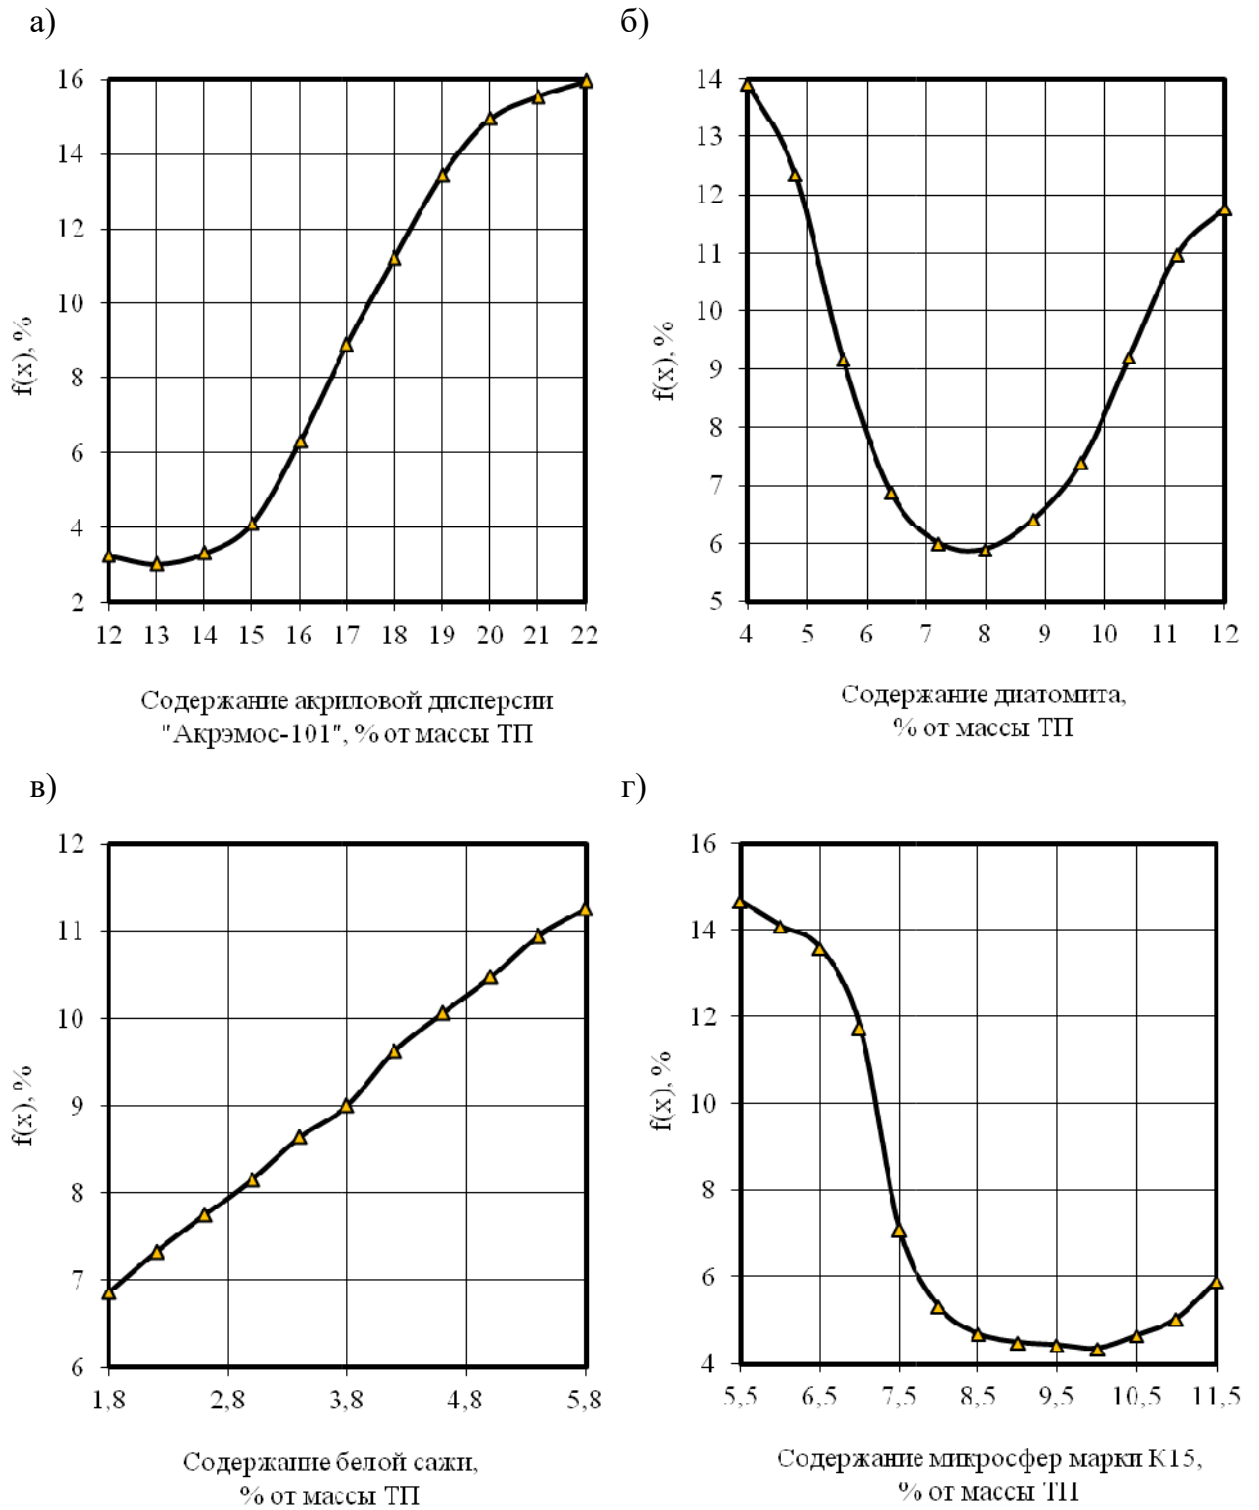 а)
16
14
12
10
8
6
4
2
f(x), %
12 13 14 15 16 17 18 19 20 21 22
Содержание акриловой дисперсии
"Акрэмос-101", % от массы ТП
б)
14
13
12
11
10
9
8
7
6
5
f(x), %
4 5 6 7 8 9 10 11 12
Содержание диатомита,
% от массы ТП
в)
12
11
10
9
8
7
6
f(x), %
1,8 2,8 3,8 4,8 5,8
Содержание белой сажи,
% от массы ТП
г)
16
14
12
10
8
6
4
f(x), %
5,5 6,5 7,5 8,5 9,5 10,5 11,5
Содержание микросфер марки К15,
% от массы ТП